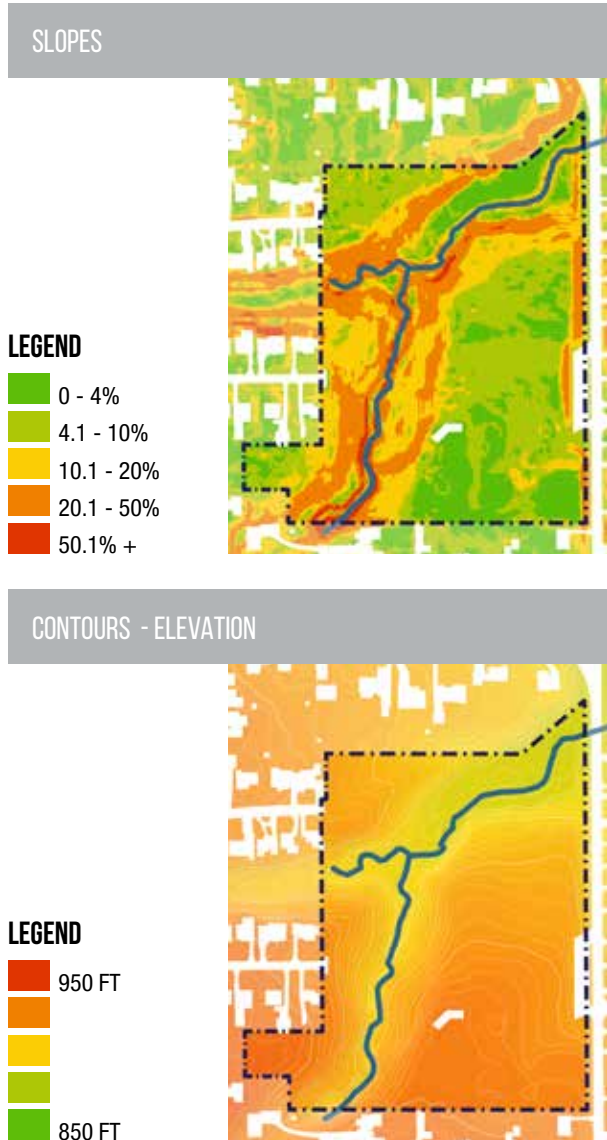 SLOPES
LEGEND
0 - 4%
4.1 - 10%
10.1 - 20%
20.1 - 50%
50.1% +
CONTOURS - ELEVATION
LEGEND
950 FT
850 FT